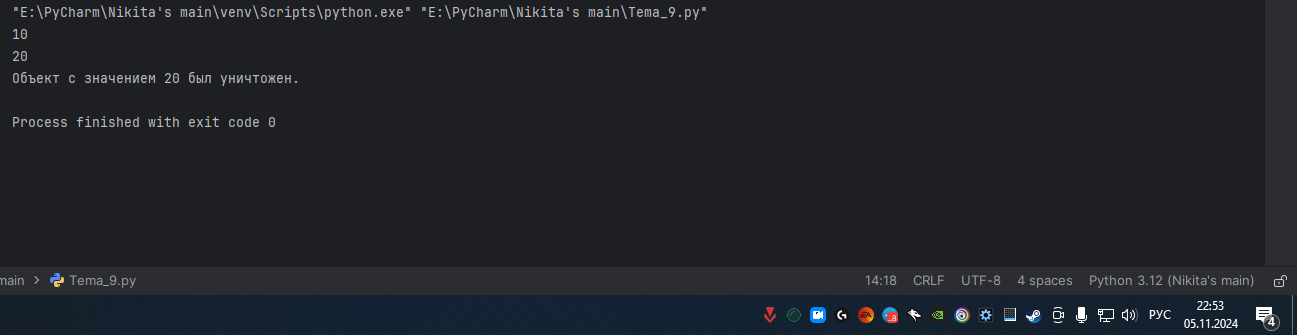 "E:\PyCharm\Nikita's main\venv\Scripts\python.exe" "E:\PyCharm\Nikita's main\Tema_9.py"
10
20
Объект с значением 20 был уничтожен.
Process finished with exit code 0
main > Tema_9.py 14:18 CRLF UTF-8 4 spaces Python 3.12 (Nikita's main)
РУС 22:53
05.11.2024 4